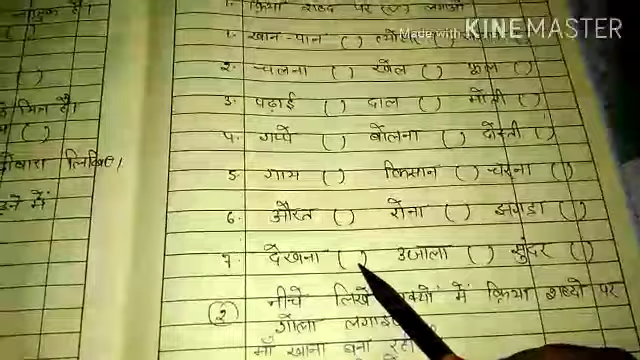 है।
( )
Made with KINEMASTER
1. क्रिया शब्द पर (✓) लगाओ
1. खान-पान ( ) त्योहार ( )
( )
2. चलना ( ) खेल ( ) फूल ( )
मित्र है।
3. पढ़ाई ( ) दाल ( ) मोती ( )
( )
4. गप्पे ( ) बोलना ( ) दोस्ती ( )
दोबारा लिखिए।
5. गाय ( ) किसान ( ) चरना ( )
में
6. औरत ( ) रोना ( ) झगड़ा ( )
7. देखना ( ) उजाला ( ) सुंदर ( )
2 नीचे लिखे वाक्यों में क्रिया शब्दों पर
गोला लगाइए
माँ खाना बना रही